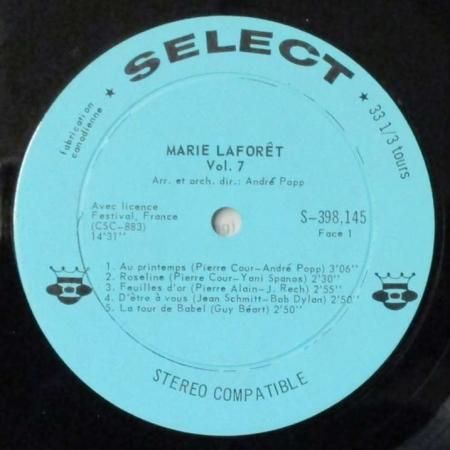 ★ SELECT ★
fabrication
canadienne
33 1/3 tours
MARIE LAFORÊT
Vol. 7
Arr. et orch. dir.: André Popp
Avec licence
Festival, France
(CSC-883)
14'31''
S-398,145
Face 1
1. Au printemps (Pierre Cour-André Popp) 3'06''
2. Roseline (Pierre Cour-Yani Spanos) 2'30''
3. Feuilles d'or (Pierre Alain-J. Rech) 2'55''
4. D'être à vous (Jean Schmitt-Bob Dylan) 2'50''
5. La tour de Babel (Guy Béart) 2'50''
STEREO COMPATIBLE